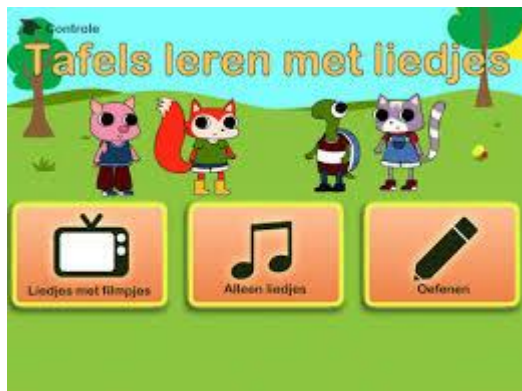 Controle
Tafels leren met liedjes
Liedjes met filmpjes
Alleen liedjes
Oefenen